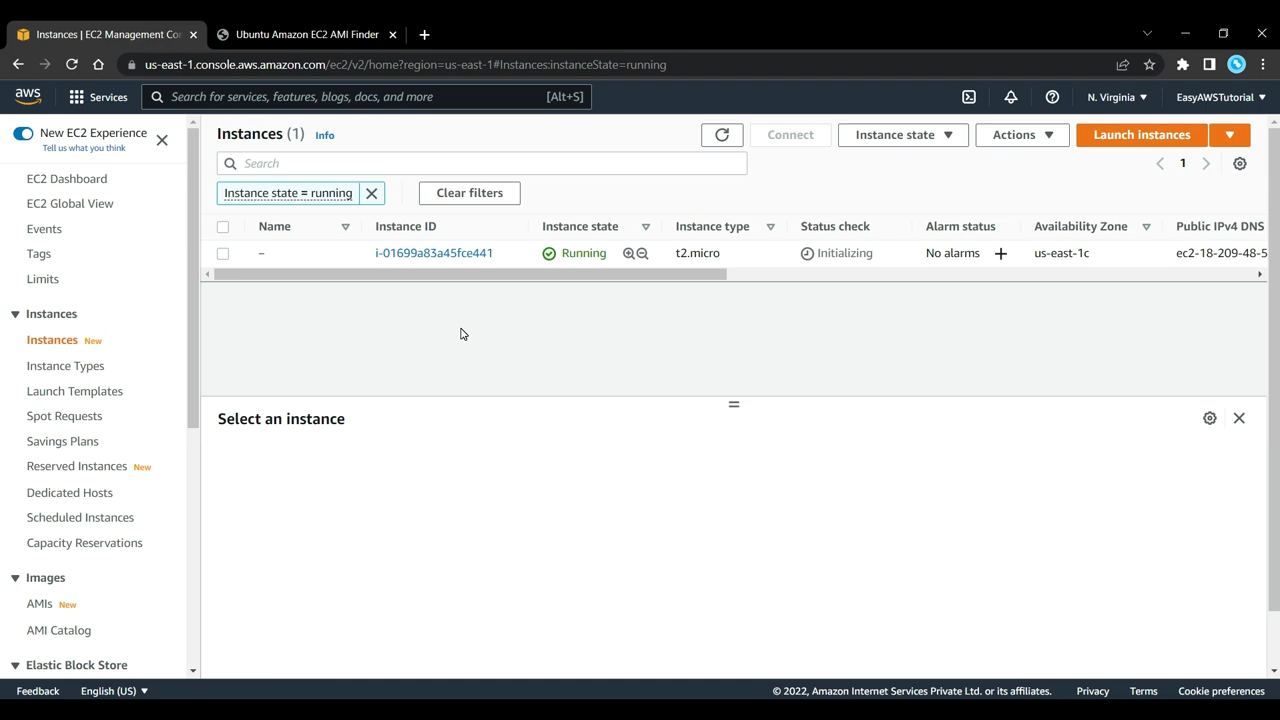 Instances | EC2 Management Co
Ubuntu Amazon EC2 AMI Finder
us-east-1.console.aws.amazon.com/ec2/v2/home?region=us-east-1#Instances:instanceState=running
aws
Services
Search for services, features, blogs, docs, and more
[Alt+S]
N. Virginia
EasyAWSTutorial
New EC2 Experience
Tell us what you think
EC2 Dashboard
EC2 Global View
Events
Tags
Limits
Instances
Instances New
Instance Types
Launch Templates
Spot Requests
Savings Plans
Reserved Instances New
Dedicated Hosts
Scheduled Instances
Capacity Reservations
Images
AMIs New
AMI Catalog
Elastic Block Store
Instances (1) Info
Connect
Instance state
Actions
Launch instances
Search
1
Instance state = running
Clear filters
Name Instance ID Instance state Instance type Status check Alarm status Availability Zone Public IPv4 DNS
– i-01699a83a45fce441 Running t2.micro Initializing No alarms + us-east-1c ec2-18-209-48-5
Select an instance
Feedback English (US)
© 2022, Amazon Internet Services Private Ltd. or its affiliates. Privacy Terms Cookie preferences